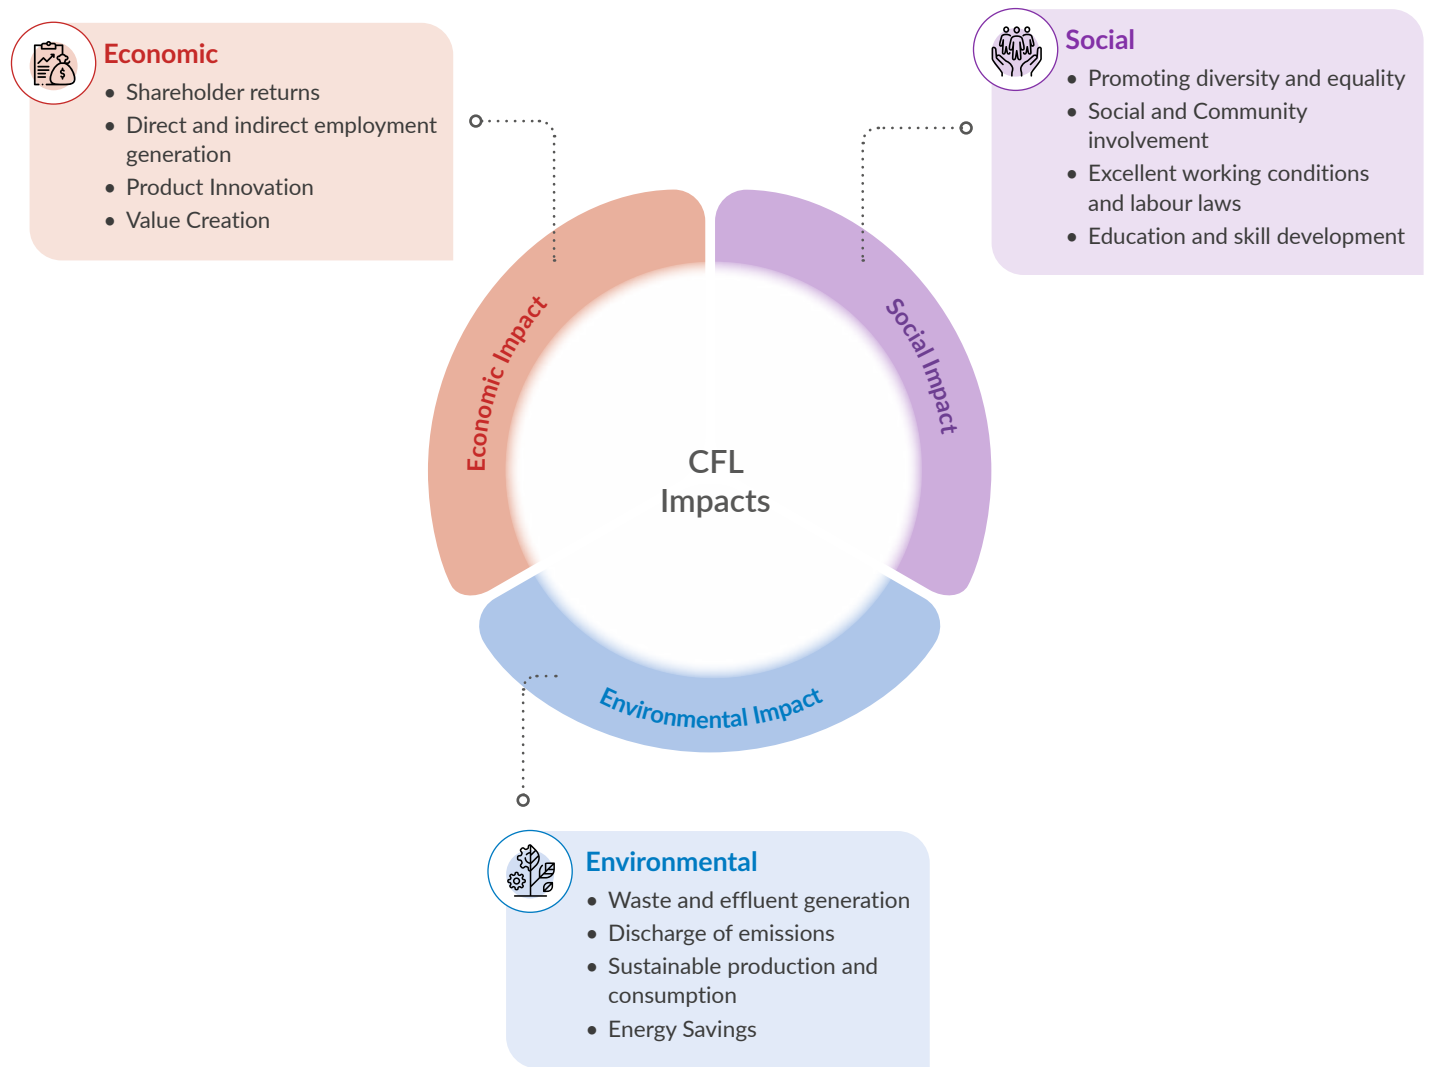 Economic
• Shareholder returns
• Direct and indirect employment
generation
• Product Innovation
• Value Creation
Social
• Promoting diversity and equality
• Social and Community
involvement
• Excellent working conditions
and labour laws
• Education and skill development
Economic Impact
Social Impact
CFL
Impacts
Environmental Impact
Environmental
• Waste and effluent generation
• Discharge of emissions
• Sustainable production and
consumption
• Energy Savings